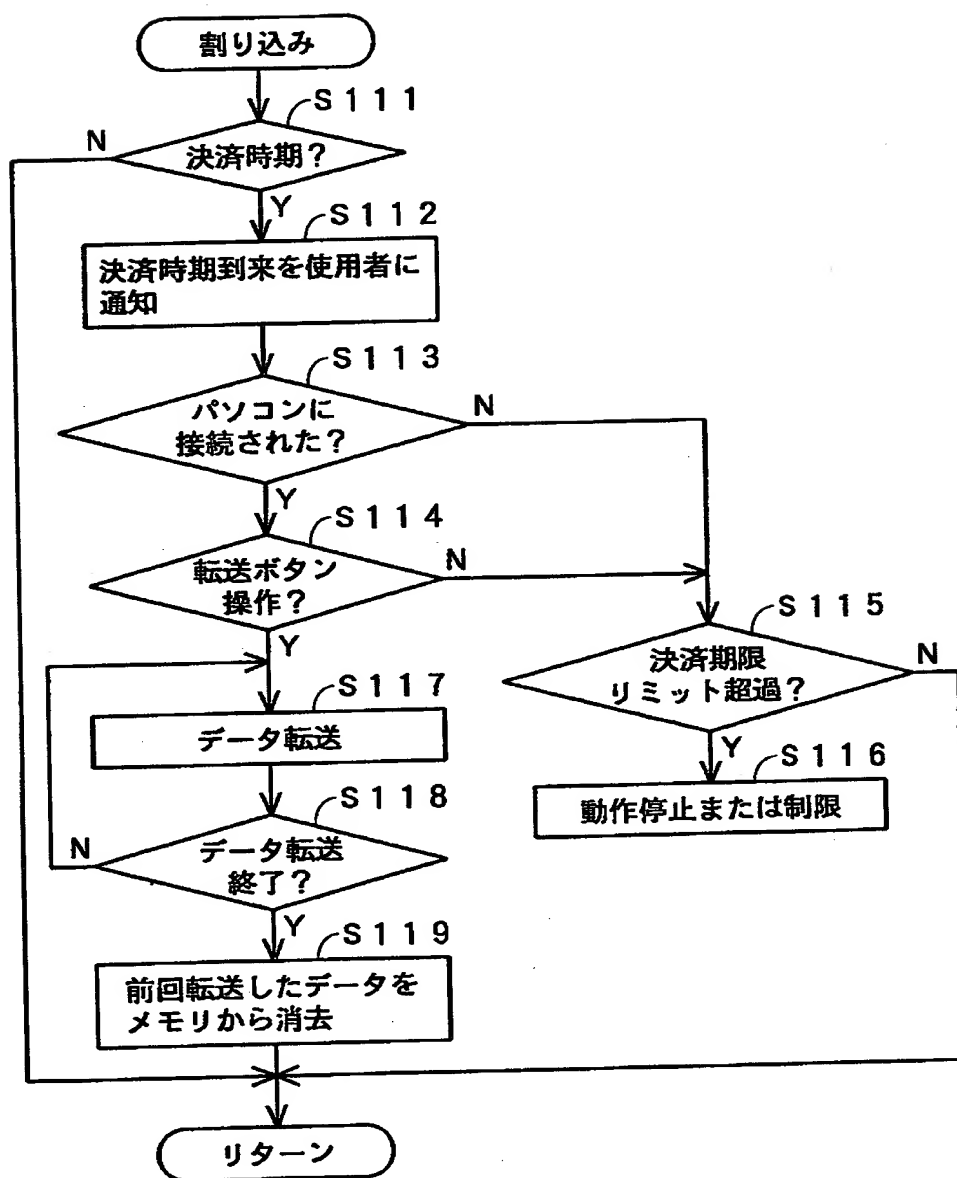 割り込み
S111
N
決済時期？
Y
S112
決済時期到来を使用者に
通知
S113
パソコンに
接続された？
N
Y
S114
転送ボタン
操作？
N
Y
S115
決済期限
リミット超過？
N
Y
S117
データ転送
S116
動作停止または制限
S118
データ転送
終了？
N
Y
S119
前回転送したデータを
メモリから消去
リターン